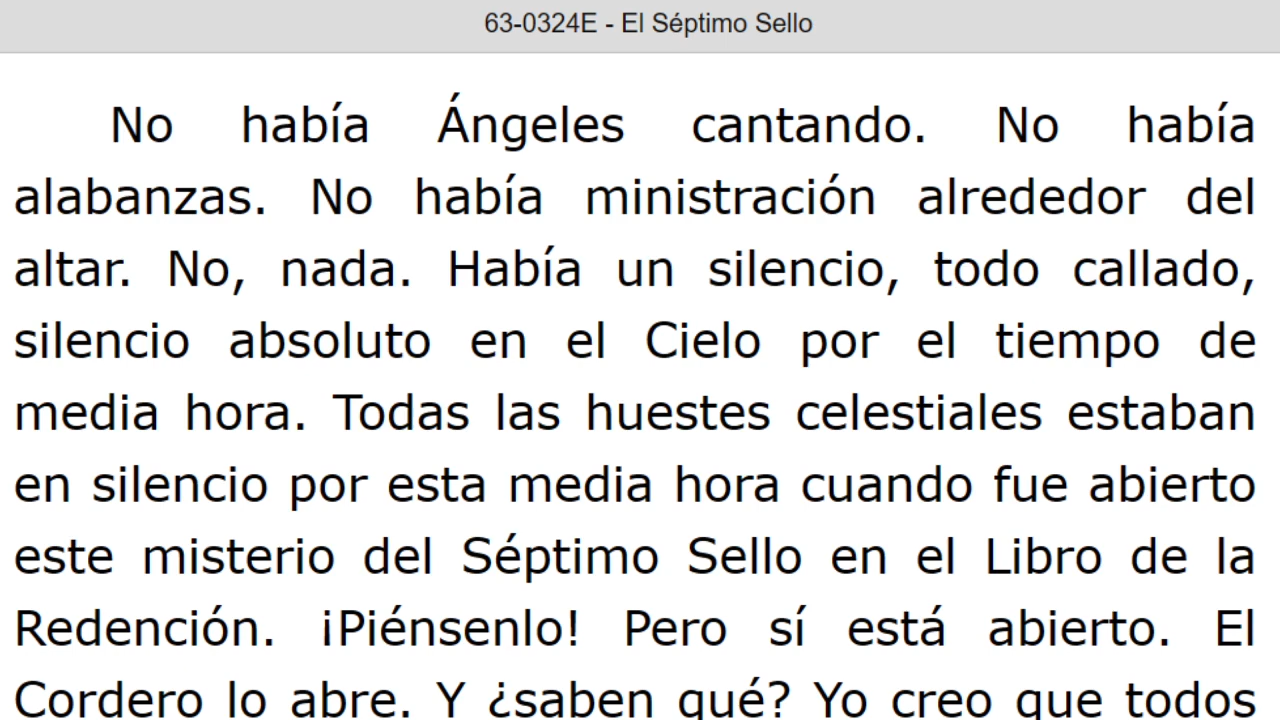 63-0324E - El Séptimo Sello
No había Ángeles cantando. No había
alabanzas. No había ministración alrededor del
altar. No, nada. Había un silencio, todo callado,
silencio absoluto en el Cielo por el tiempo de
media hora. Todas las huestes celestiales estaban
en silencio por esta media hora cuando fue abierto
este misterio del Séptimo Sello en el Libro de la
Redención. ¡Piénsenlo! Pero sí está abierto. El
Cordero lo abre. Y ¿saben qué? Yo creo que todos